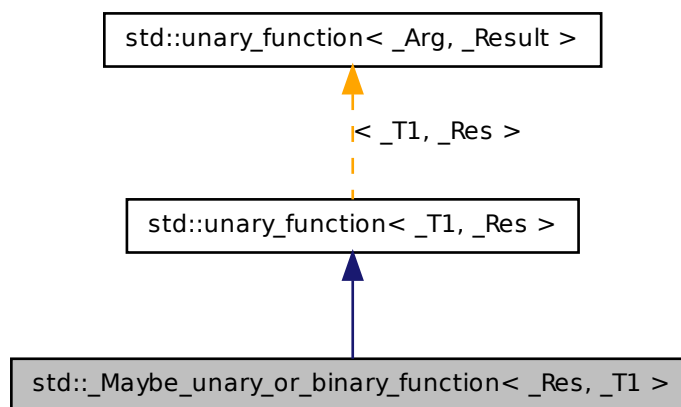 std::unary_function< _Arg, _Result >
< _T1, _Res >
std::unary_function< _T1, _Res >
std::_Maybe_unary_or_binary_function< _Res, _T1 >